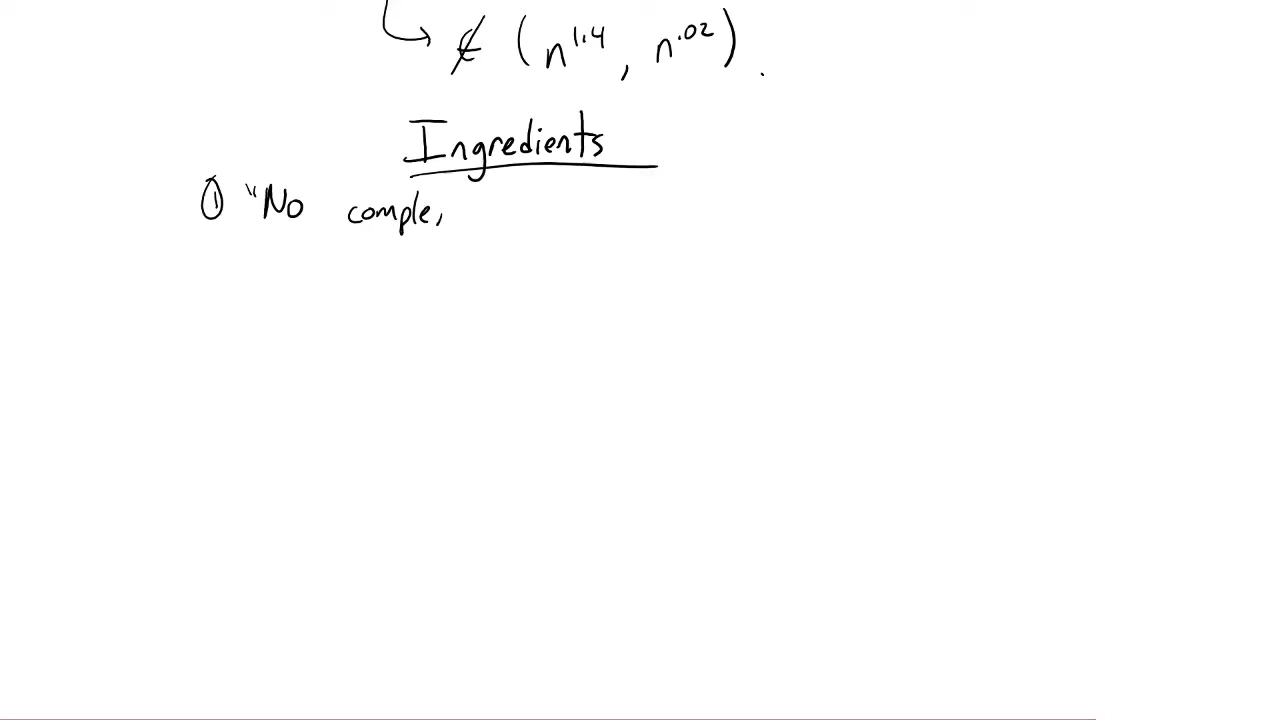 ∉ (n^1.4, n^.02).
Ingredients
① "No comple,